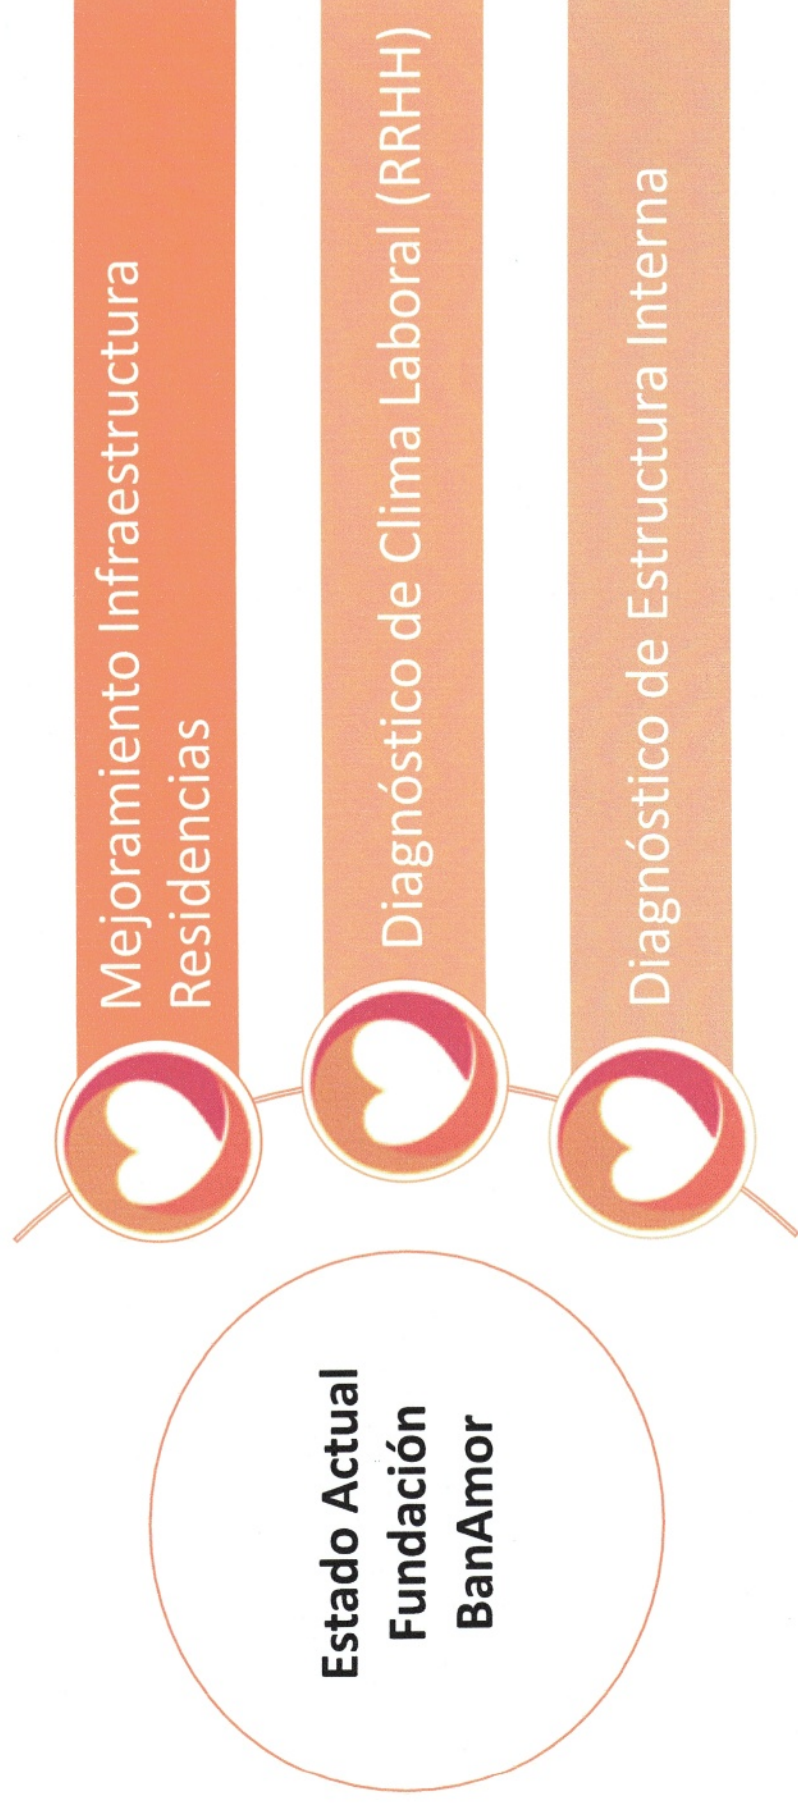 Estado Actual
Fundación
BanAmor
Mejoramiento Infraestructura
Residencias
Diagnóstico de Clima Laboral (RRHH)
Diagnóstico de Estructura Interna